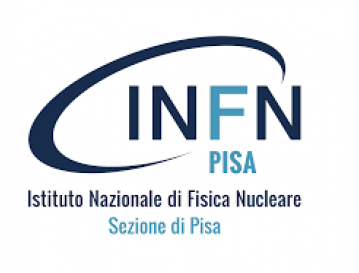 INFN
PISA
Istituto Nazionale di Fisica Nucleare
Sezione di Pisa